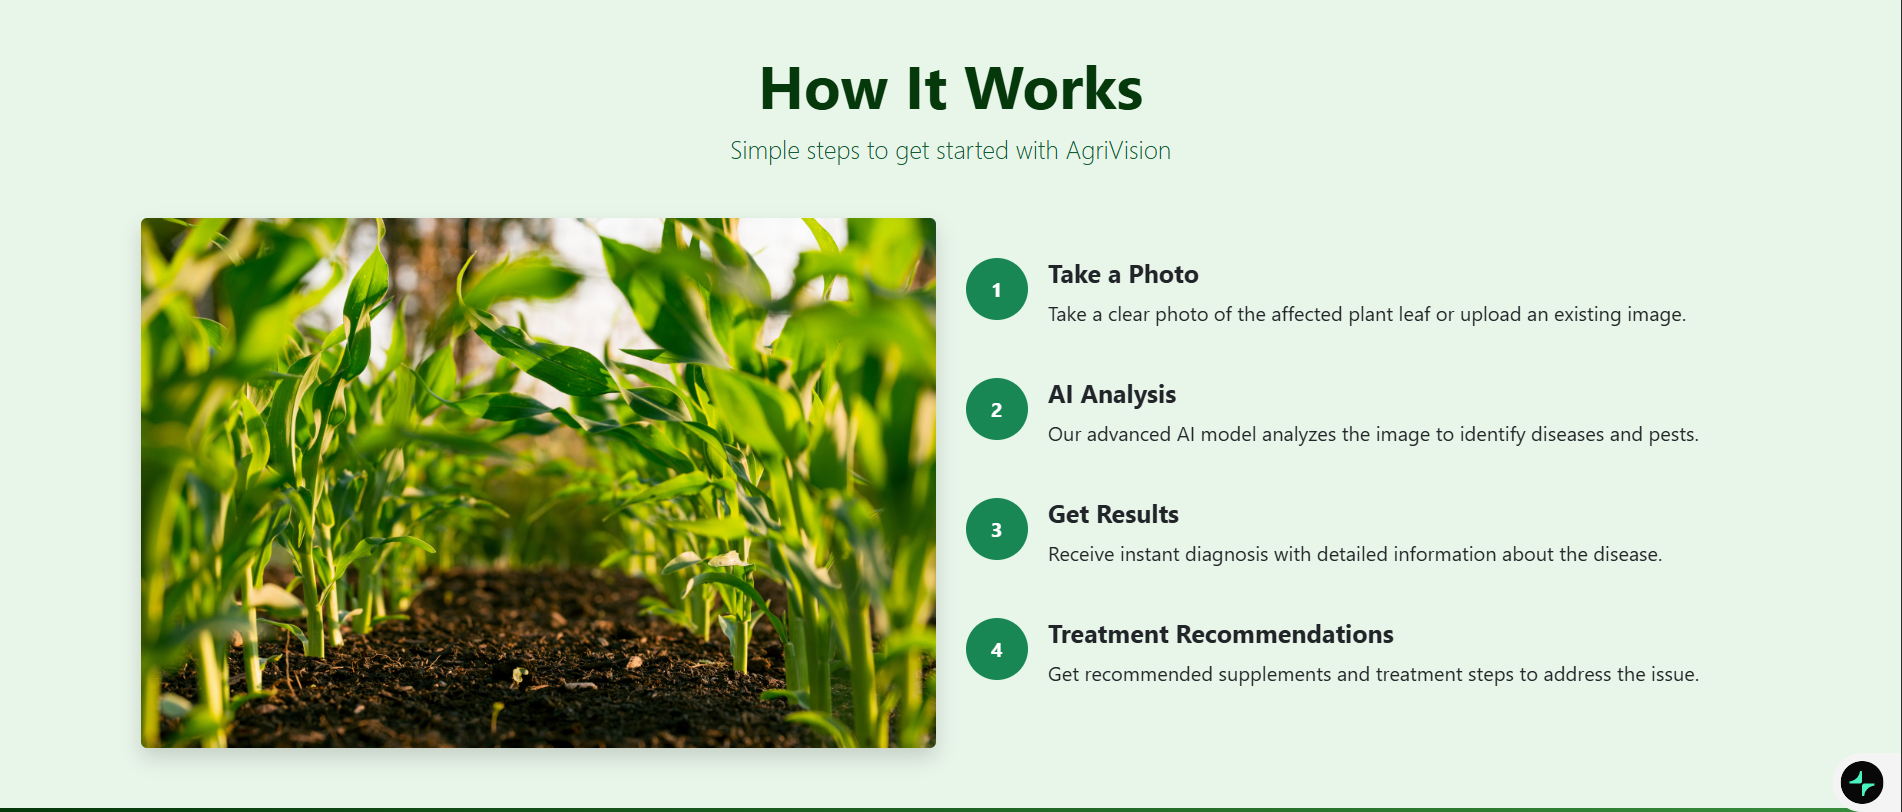 How It Works
Simple steps to get started with AgriVision
1
Take a Photo
Take a clear photo of the affected plant leaf or upload an existing image.
2
AI Analysis
Our advanced AI model analyzes the image to identify diseases and pests.
3
Get Results
Receive instant diagnosis with detailed information about the disease.
4
Treatment Recommendations
Get recommended supplements and treatment steps to address the issue.